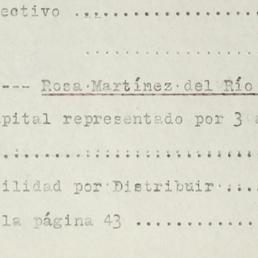 ectivo ....................
....................
--- Rosa Martínez del Río
pital representado por 3 a
....................
ilidad por Distribuir ....
la página 43 .............